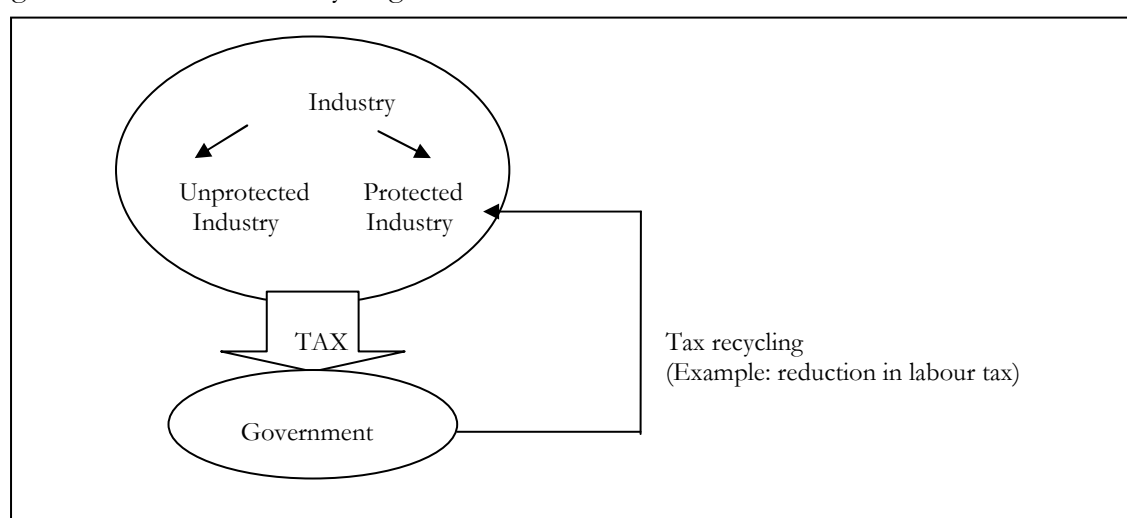 Industry
Unprotected Protected
Industry Industry
TAX
Tax recycling
(Example: reduction in labour tax)
Government